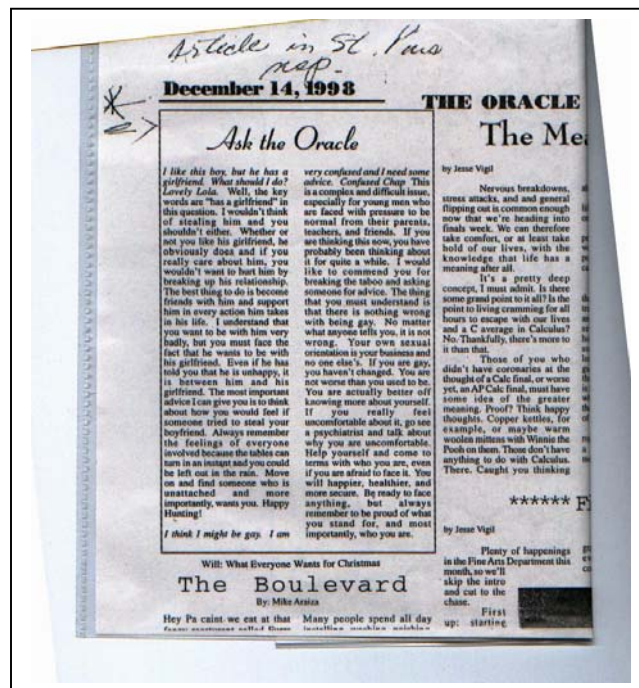 Article in St. Paus
nsp-
December 14, 1998
THE ORACLE
Ask the Oracle
I like this boy, but he has a
girlfriend. What should I do?
Lovely Lola. Well, the key
words are "has a girlfriend" in
this question. I wouldn't think
of stealing him and you
shouldn't either. Whether or
not you like his girlfriend, he
obviously does and if you
really care about him, you
wouldn't want to hurt him by
breaking up his relationship.
The best thing to do is become
friends with him and support
him in every action him takes
in his life. I understand that
you want to be with him very
badly, but you must face the
fact that he wants to be with
his girlfriend. Even if he has
told you that he is unhappy, it
is between him and his
girlfriend. The most important
advice I can give you is to think
about how you would feel if
someone tried to steal your
boyfriend. Always remember
the feelings of everyone
involved because the tables can
turn in an instant and you could
be left out in the rain. Move
on and find someone who is
unattached and more
importantly, wants you. Happy
Hunting!
I think I might be gay. I am
very confused and I need some
advice. Confused Chap This
is a complex and difficult issue,
especially for young men who
are faced with pressure to be
normal from their parents,
teachers, and friends. If you
are thinking this now, you have
probably been thinking about
it for quite a while. I would
like to commend you for
breaking the taboo and asking
someone for advice. The thing
that you must understand is
that there is nothing wrong
with being gay. No matter
what anyone tells you, it is not
wrong. Your own sexual
orientation is your business and
no one else's. If you are gay,
you haven't changed. You are
not worse than you used to be.
You are actually better off
knowing more about yourself.
If you really feel
uncomfortable about it, go see
a psychiatrist and talk about
why you are uncomfortable.
Help yourself and come to
terms with who you are, even
if you are afraid to face it. You
will happier, healthier, and
more secure. Be ready to face
anything, but always
remember to be proud of what
you stand for, and most
importantly, who you are.
The Mea
by Jesse Vigil
Nervous breakdowns,
stress attacks, and and general
flipping out is common enough
now that we're heading into
finals week. We can therefore
take comfort, or at least take
hold of our lives, with the
knowledge that life has a
meaning after all.
It's a pretty deep
concept, I must admit. Is there
some grand point to it all? Is the
point to living cramming for all
hours to escape with our lives
and a C average in Calculus?
No. Thankfully, there's more to
it than that.
Those of you who
didn't have coronaries at the
thought of a Calc final, or worse
yet, an AP Calc final, must have
some idea of the greater
meaning. Proof? Think happy
thoughts. Copper kettles, for
example, or maybe warm
woolen mittens with Winnie the
Pooh on them. Those don't have
anything to do with Calculus.
There. Caught you thinking
****** F
by Jesse Vigil
Plenty of happenings
in the Fine Arts Department this
month, so we'll
skip the intro
and cut to the
chase.
First
up: starting
Will: What Everyone Wants for Christmas
The Boulevard
By: Mike Araiza
Hey Pa caint we eat at that
Many people spend all day